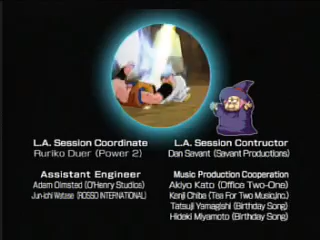 L.A. Session Coordinate
Ruriko Duer (Power 2)
L.A. Session Contructor
Dan Savant (Savant Productions)
Assistant Engineer
Adam Olmsted (O'Henry Studios)
Jun-ichi Watase (ROSSO INTERNATIONAL)
Music Production Cooperation
Akiyo Kato (Office Two-One)
Kenji Chiba (Tea For Two Music,Inc.)
Tatsuji Yamagishi (Birthday Song)
Hideki Miyamoto (Birthday Song)